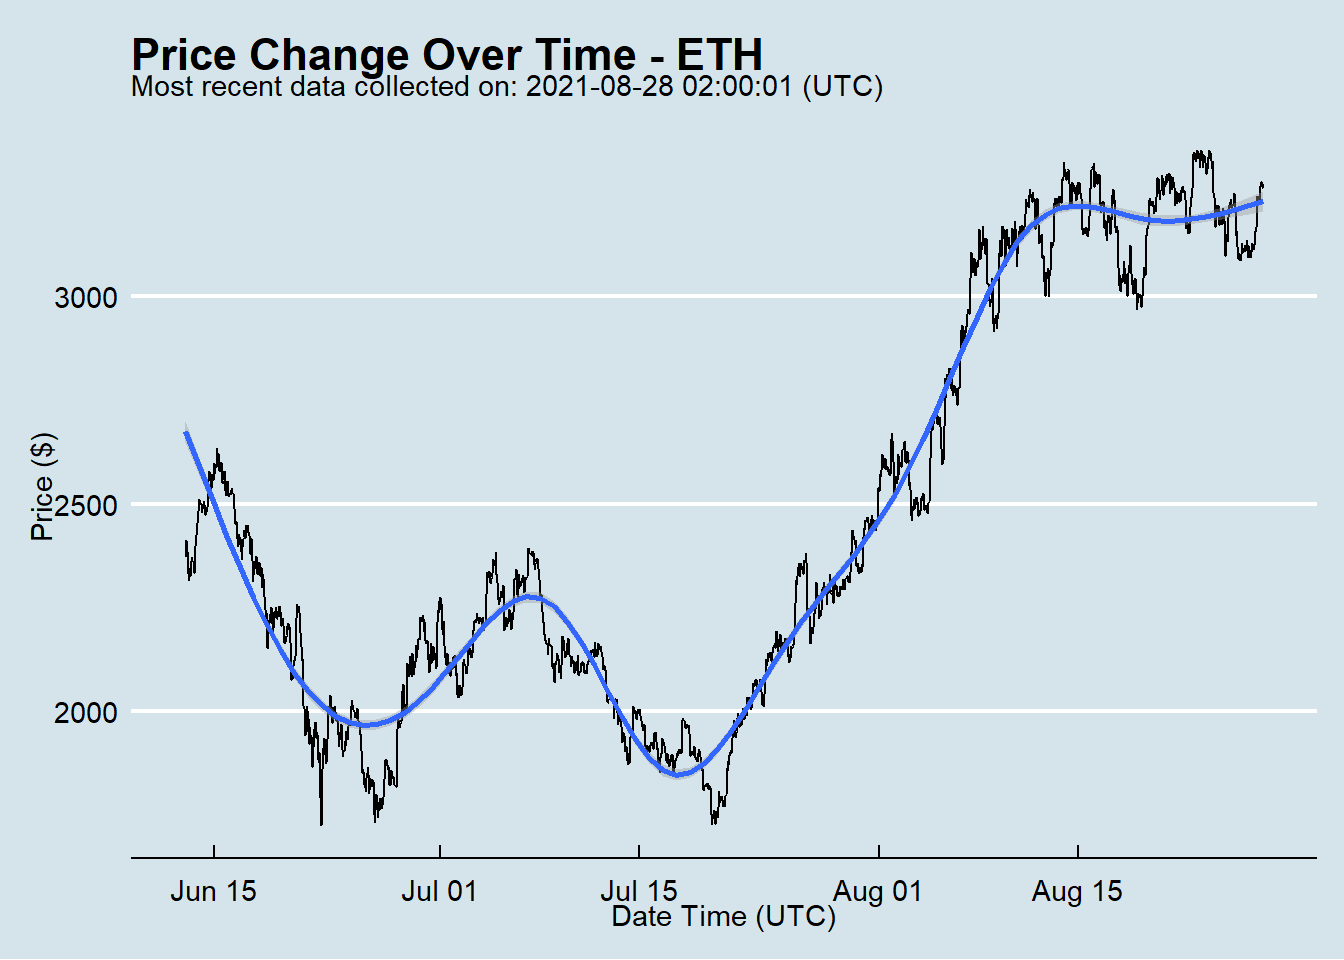 Price Change Over Time - ETH
Most recent data collected on: 2021-08-28 02:00:01 (UTC)
3000
2500
2000
Price ($)
Jun 15 Jul 01 Jul 15 Aug 01 Aug 15
Date Time (UTC)